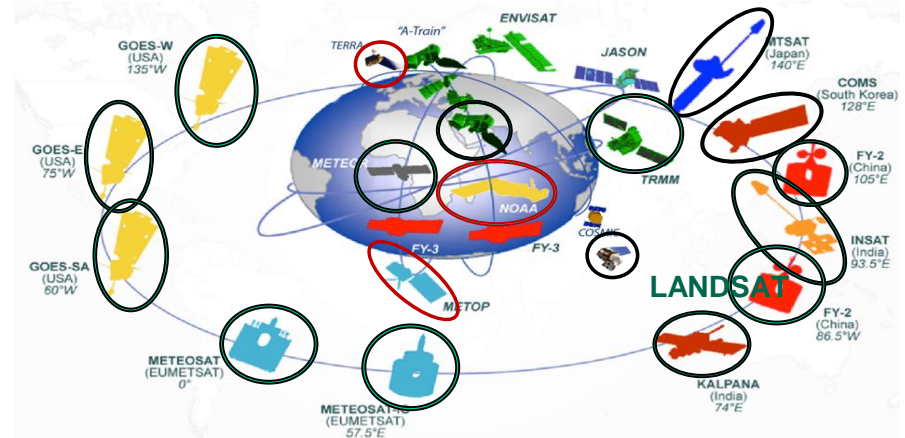 ENVISAT
"A-Train"
TERRA
GOES-W
(USA)
135°W
JASON
MTSAT
(Japan)
140°E
COMS
(South Korea)
128°E
GOES-E
(USA)
75°W
METEOR
TRMM
FY-2
(China)
105°E
NOAA
COSMIC
FY-3
FY-3
INSAT
(India)
93.5°E
GOES-SA
(USA)
60°W
LANDSAT
METOP
FY-2
(China)
86.5°W
METEOSAT
(EUMETSAT)
0°
KALPANA
(India)
74°E
(EUMETSAT)
57.5°E